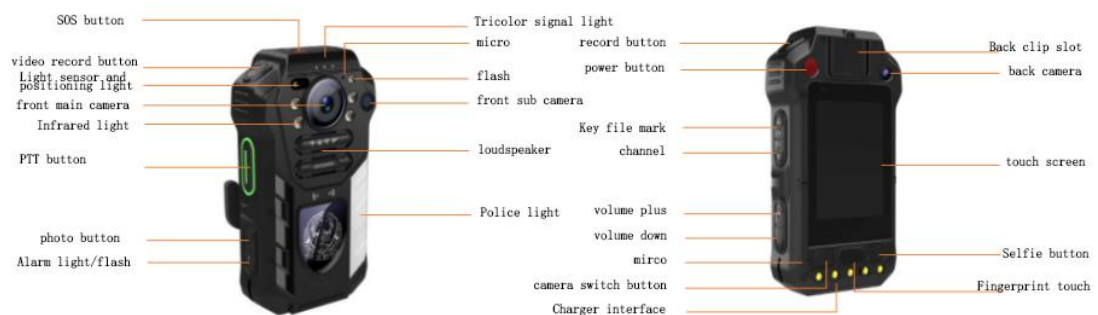 SOS button
video record button
Light sensor and
positioning light
front main camera
Infrared light
PTT button
photo button
Alarm light/flash
Tricolor signal light
micro
flash
front sub camera
loudspeaker
Police light
record button
power button
Key file mark
channel
volume plus
volume down
mirco
camera switch button
Charger interface
Back clip slot
back camera
touch screen
Selfie button
Fingerprint touch